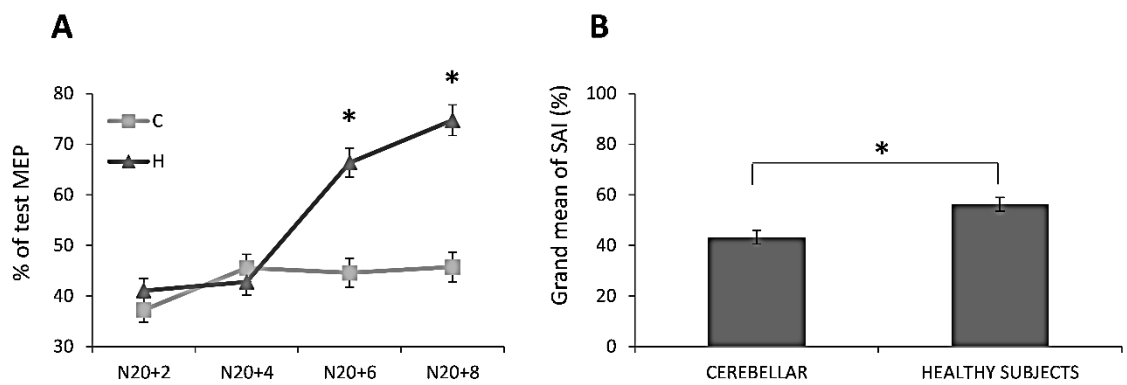 A
% of test MEP
80
70
60
50
40
30
C
H
*
*
N20+2 N20+4 N20+6 N20+8
B
Grand mean of SAI (%)
100
80
60
40
20
0
*
CEREBELLAR HEALTHY SUBJECTS